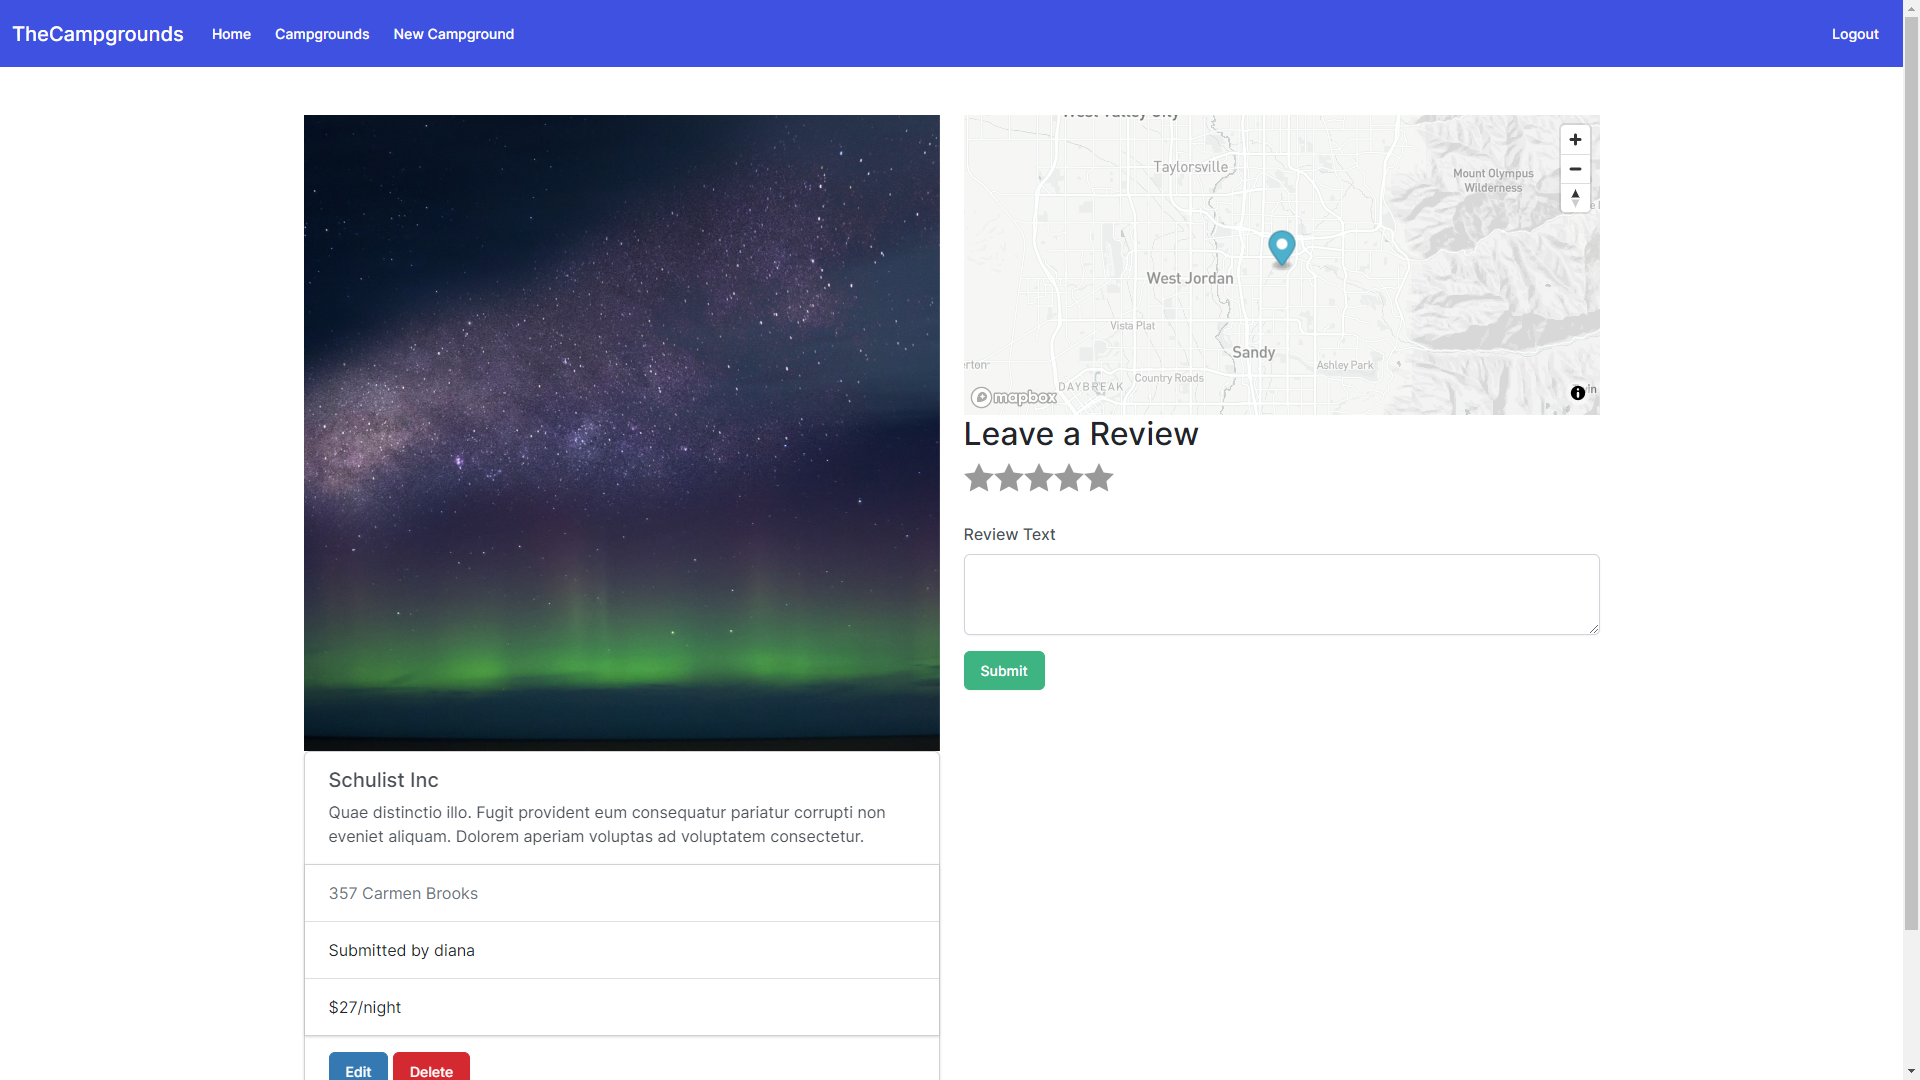 TheCampgrounds Home Campgrounds New Campground Logout
Taylorsville
Mount Olympus
Wilderness
West Jordan
Vista Plat
Sandy
Ashley Park
Country Roads
DAYBREAK
mapbox
Leave a Review
Review Text
Submit
Schulist Inc
Quae distinctio illo. Fugit provident eum consequatur pariatur corrupti non
eveniet aliquam. Dolorem aperiam voluptas ad voluptatem consectetur.
357 Carmen Brooks
Submitted by diana
$27/night
Edit Delete